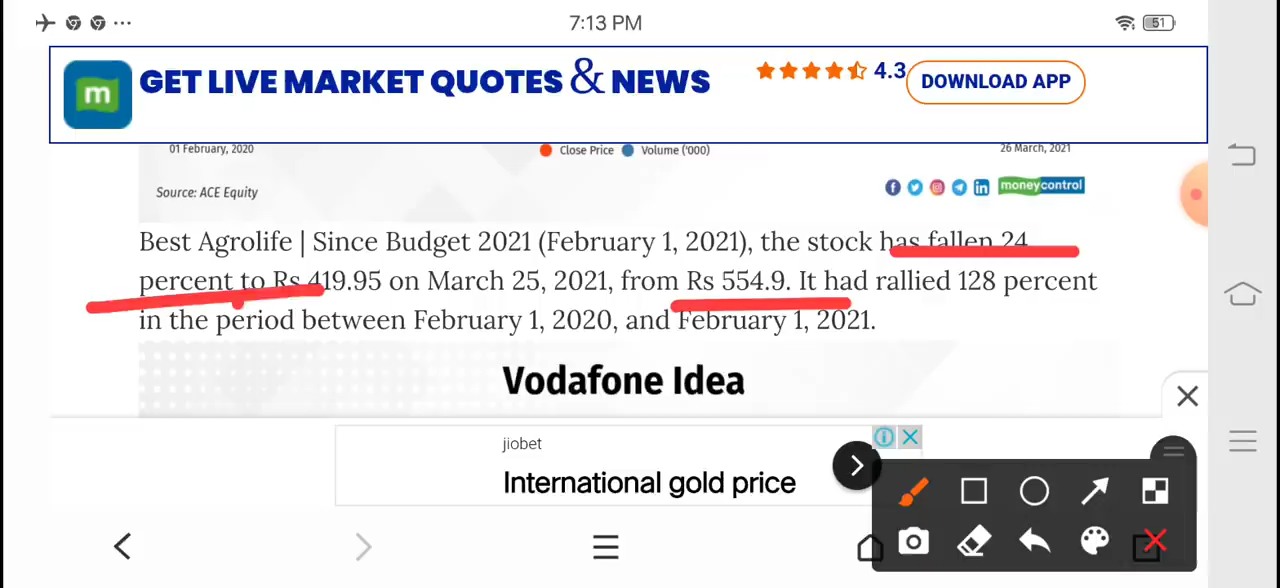 7:13 PM
51
m
GET LIVE MARKET QUOTES & NEWS
4.3
DOWNLOAD APP
01 February, 2020
Close Price
Volume ('000)
26 March, 2021
Source: ACE Equity
moneycontrol
Best Agrolife | Since Budget 2021 (February 1, 2021), the stock has fallen 24
percent to Rs 419.95 on March 25, 2021, from Rs 554.9. It had rallied 128 percent
in the period between February 1, 2020, and February 1, 2021.
Vodafone Idea
jiobet
International gold price